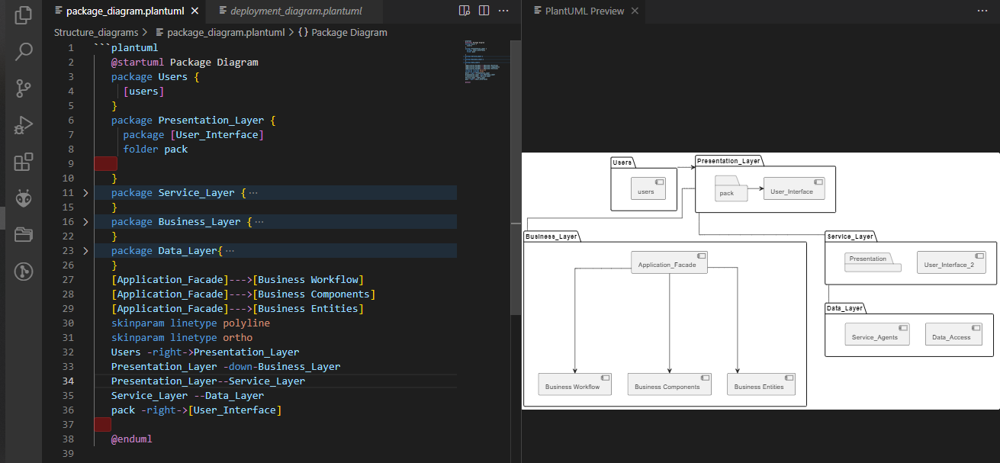 package_diagram.plantuml
deployment_diagram.plantuml
PlantUML Preview
Structure_diagrams > package_diagram.plantuml > {} Package Diagram
1 ```plantuml
2 @startuml Package Diagram
3 package Users {
4 [users]
5 }
6 package Presentation_Layer {
7 package [User_Interface]
8 folder pack
9
10 }
11 package Service_Layer { ···
15 }
16 package Business_Layer { ···
22 }
23 package Data_Layer{ ···
26 }
27 [Application_Facade]--->[Business Workflow]
28 [Application_Facade]--->[Business Components]
29 [Application_Facade]--->[Business Entities]
30 skinparam linetype polyline
31 skinparam linetype ortho
32 Users -right->Presentation_Layer
33 Presentation_Layer -down-Business_Layer
34 Presentation_Layer--Service_Layer
35 Service_Layer --Data_Layer
36 pack -right->[User_Interface]
37
38 @enduml
39
Users
users
Presentation_Layer
pack
User_Interface
Business_Layer
Application_Facade
Business Workflow
Business Components
Business Entities
Service_Layer
Presentation
User_Interface_2
Data_Layer
Service_Agents
Data_Access